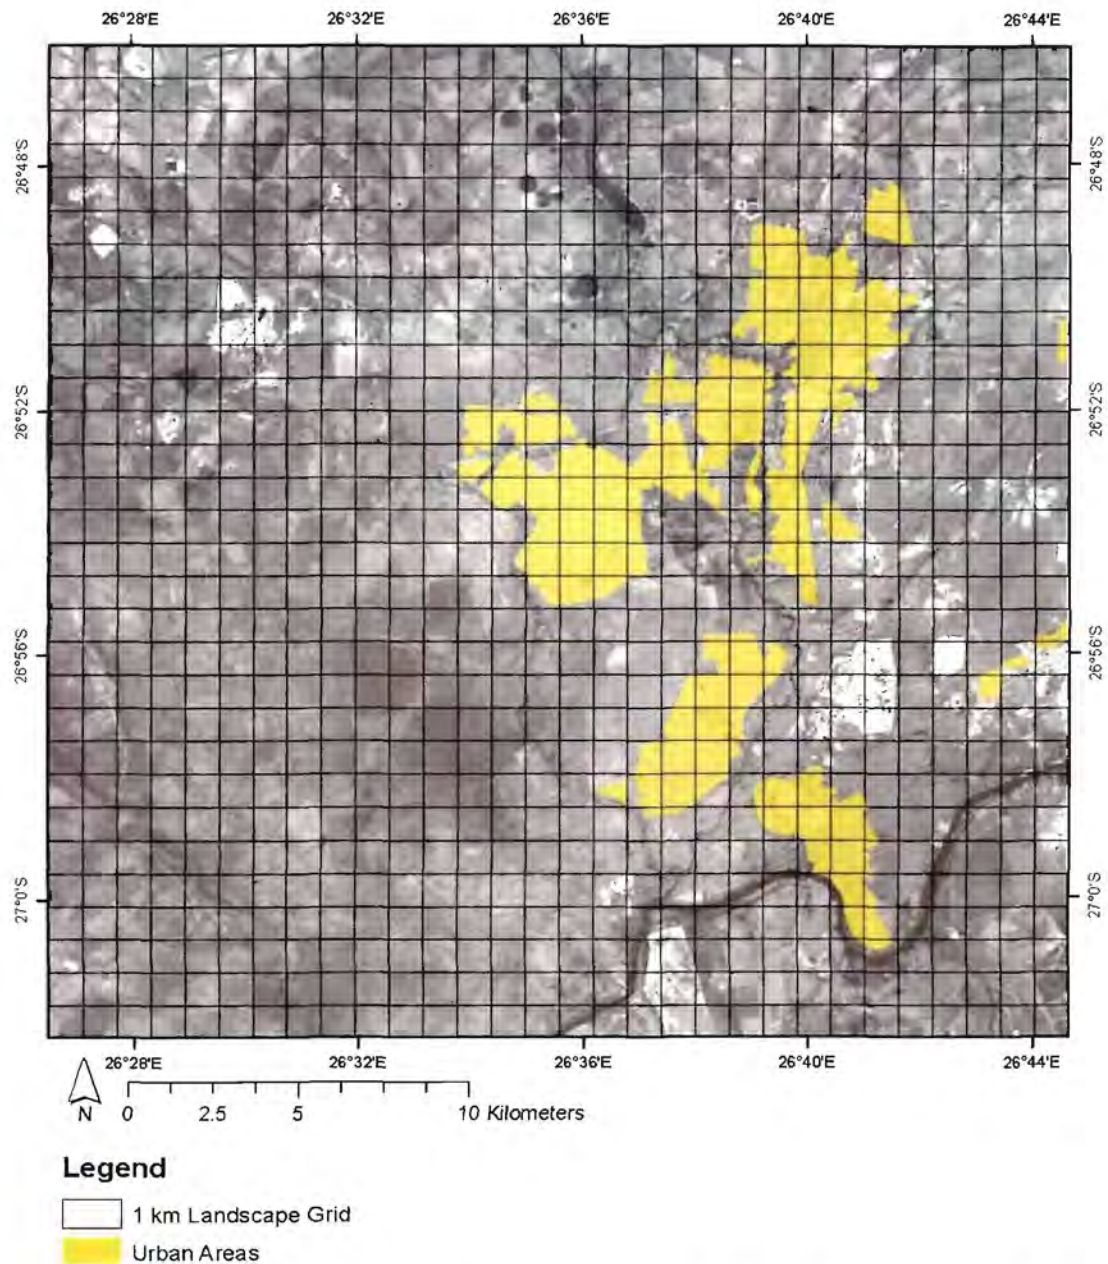 26°28'E 26°32'E 26°36'E 26°40'E 26°44'E
26°48'S 26°48'S
26°52'S 26°52'S
26°56'S 26°56'S
27°0'S 27°0'S
26°28'E 26°32'E 26°36'E 26°40'E 26°44'E
N 0 2.5 5 10 Kilometers
Legend
1 km Landscape Grid
Urban Areas